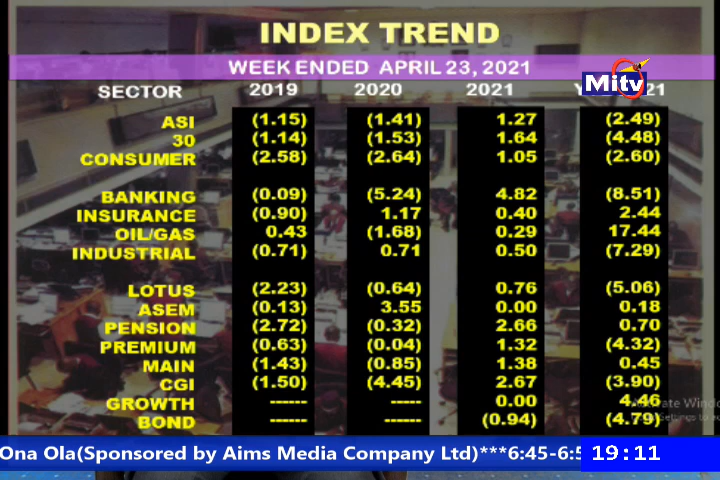 INDEX TREND
WEEK ENDED APRIL 23, 2021
Mitv
SECTOR 2019 2020 2021
ASI (1.15) (1.41) 1.27 (2.49)
30 (1.14) (1.53) 1.64 (4.48)
CONSUMER (2.58) (2.64) 1.05 (2.60)
BANKING (0.09) (5.24) 4.82 (8.51)
INSURANCE (0.90) 1.17 0.40 2.44
OIL/GAS 0.43 (1.68) 0.29 17.44
INDUSTRIAL (0.71) 0.71 0.50 (7.29)
LOTUS (2.23) (0.64) 0.76 (5.06)
ASEM (0.13) 3.55 0.00 0.18
PENSION (2.72) (0.32) 2.66 0.70
PREMIUM (0.63) (0.04) 1.32 (4.32)
MAIN (1.43) (0.85) 1.38 0.45
CGI (1.50) (4.45) 2.67 (3.90)
GROWTH ------ ----- 0.00 4.46
BOND ------ ----- (0.94) (4.79)
Ona Ola(Sponsored by Aims Media Company Ltd)***6:45-6:5 19:11